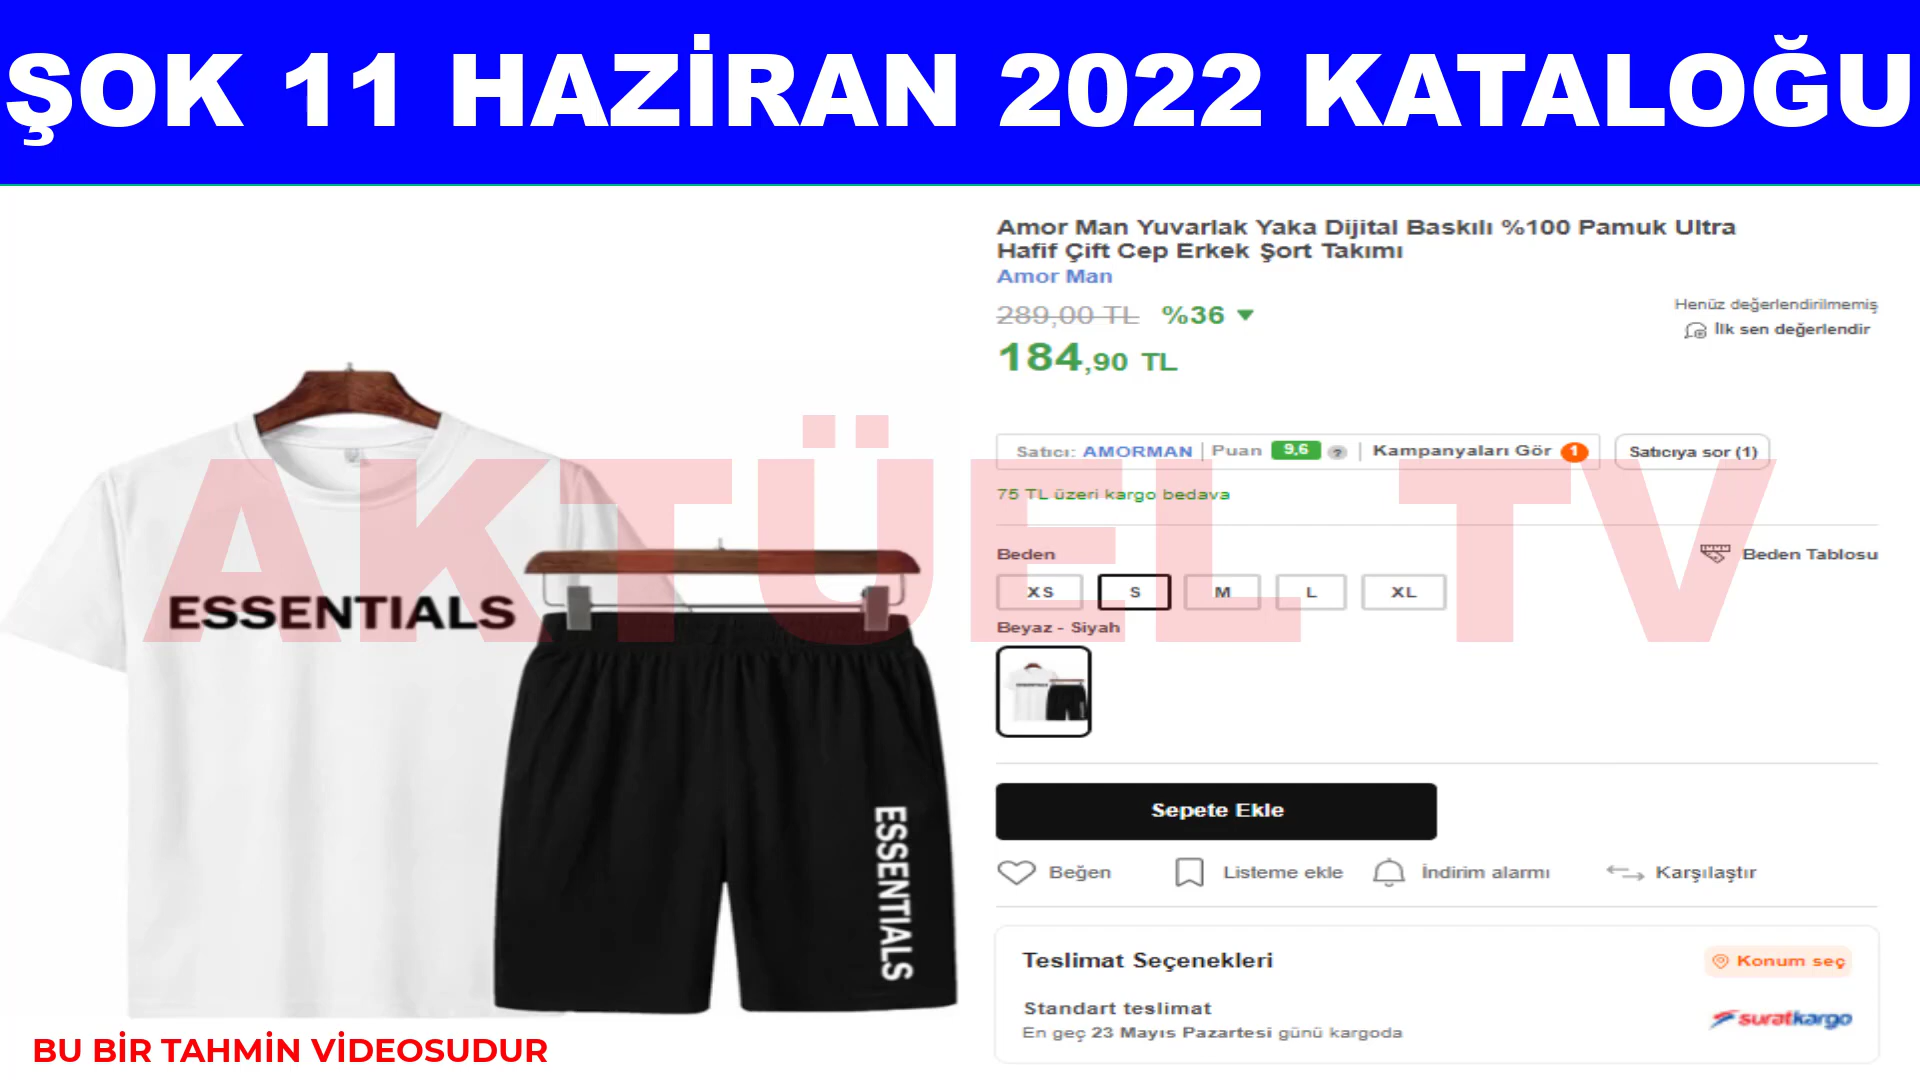 ŞOK 11 HAZİRAN 2022 KATALOĞU
Amor Man Yuvarlak Yaka Dijital Baskılı %100 Pamuk Ultra
Hafif Çift Cep Erkek Şort Takımı
Amor Man
289,00 TL %36
184,90 TL
Henüz değerlendirilmemiş
İlk sen değerlendir
Satıcı: AMORMAN | Puan 9,6 ? | Kampanyaları Gör 1
Satıcıya sor (1)
75 TL üzeri kargo bedava
AKTÜEL TV
Beden
Beden Tablosu
XS S M L XL
Beyaz - Siyah
ESSENTIALS
ESSENTIALS
Sepete Ekle
Beğen Listeme ekle İndirim alarmı Karşılaştır
Teslimat Seçenekleri
Konum seç
Standart teslimat
En geç 23 Mayıs Pazartesi günü kargoda
suratkargo
BU BİR TAHMİN VİDEOSUDUR